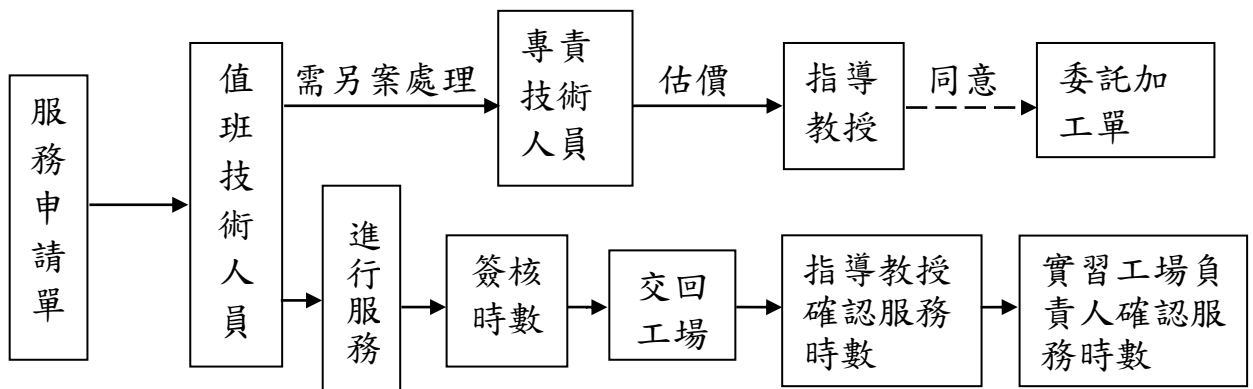 服務申請單
值班技術人員
需另案處理
專責
技術
人員
估價
指導
教授
同意
委託加
工單
進行服務
簽核
時數
交回
工場
指導教授
確認服務
時數
實習工場負
責人確認服
務時數